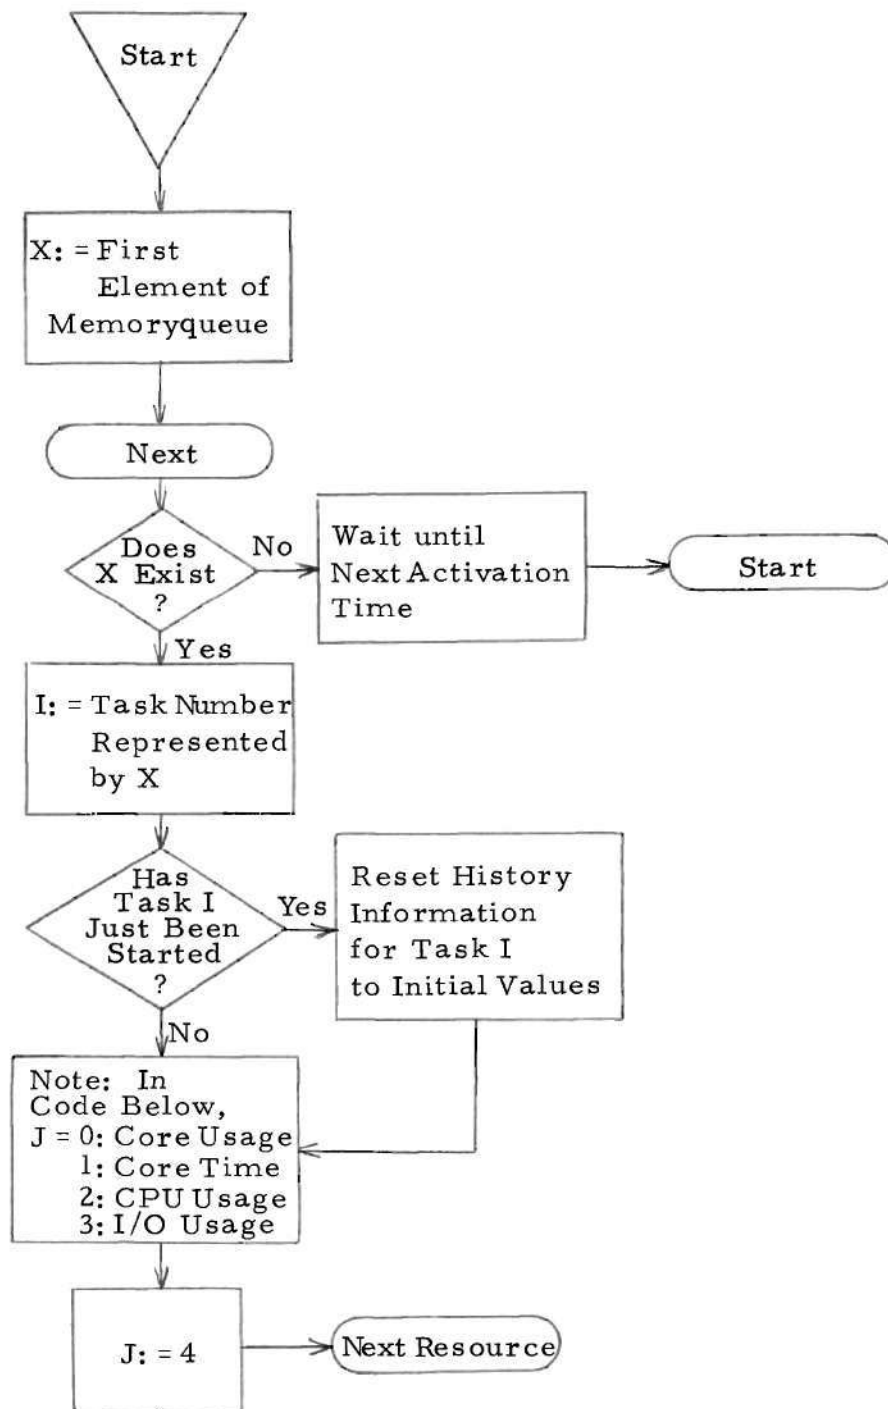 Start
X: = First
Element of
Memoryqueue
Next
Does
X Exist
?
No
Wait until
Next Activation
Time
Start
Yes
I: = Task Number
Represented
by X
Has
Task I
Just Been
Started
?
Yes
Reset History
Information
for Task I
to Initial Values
No
Note: In
Code Below,
J = 0: Core Usage
1: Core Time
2: CPU Usage
3: I/O Usage
J: = 4
Next Resource